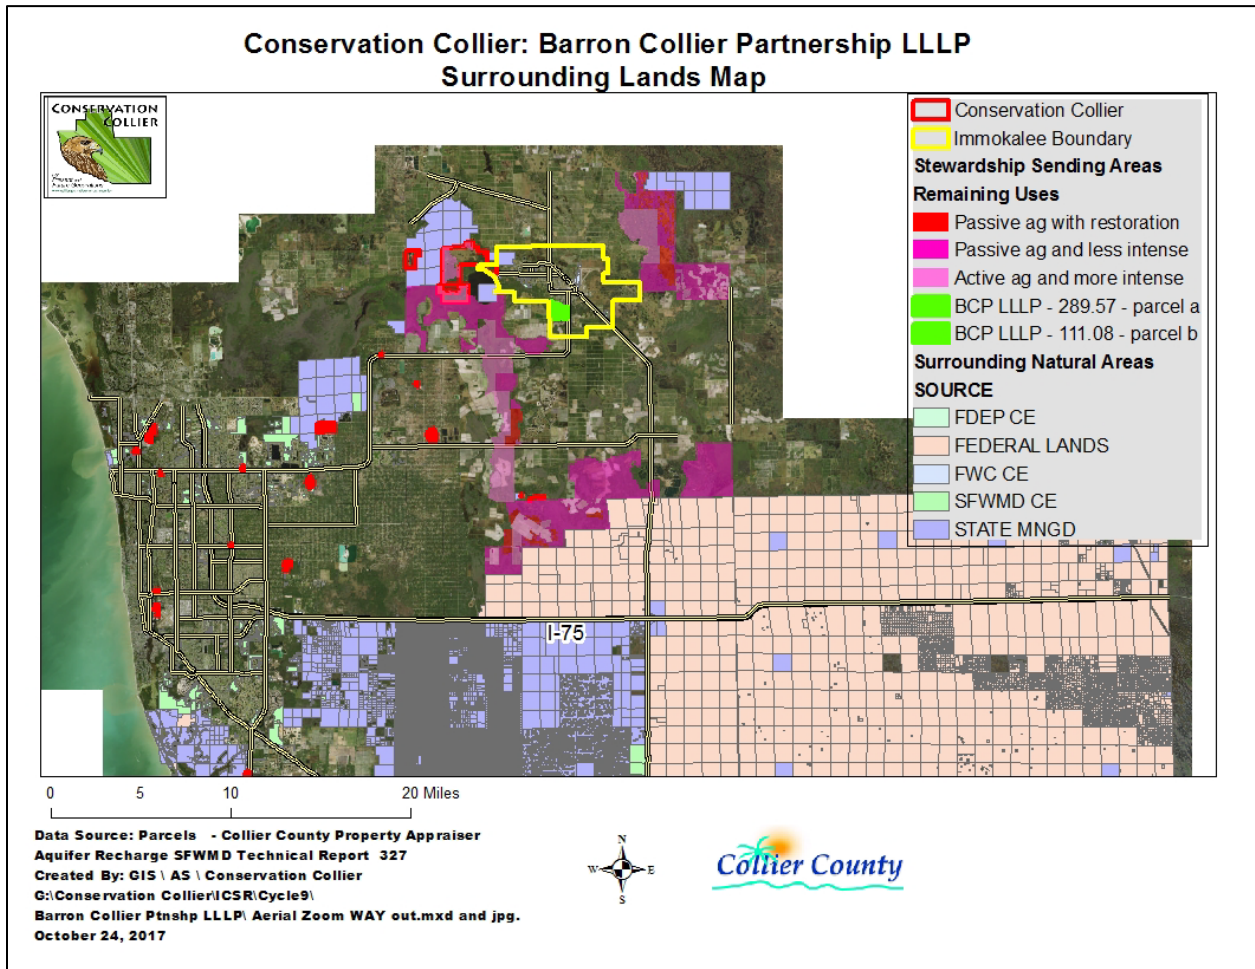 Conservation Collier: Barron Collier Partnership LLLP
Surrounding Lands Map
CONSERVATION
COLLIER
Conservation Collier
Immokalee Boundary
Stewardship Sending Areas
Remaining Uses
Passive ag with restoration
Passive ag and less intense
Active ag and more intense
BCP LLLP - 289.57 - parcel a
BCP LLLP - 111.08 - parcel b
Surrounding Natural Areas
SOURCE
FDEP CE
FEDERAL LANDS
FWC CE
SFWMD CE
STATE MNGD
I-75
0 5 10 20 Miles
Data Source: Parcels - Collier County Property Appraiser
Aquifer Recharge SFWMD Technical Report 327
Created By: GIS \ AS \ Conservation Collier
G:\Conservation Collier\ICSR\Cycle9\
Barron Collier Ptnshp LLLP\ Aerial Zoom WAY out.mxd and jpg.
October 24, 2017
N
W E
S
Collier County